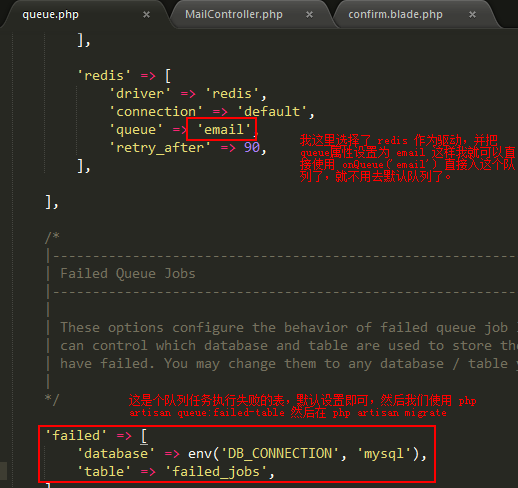 queue.php × MailController.php × confirm.blade.php ×
],
'redis' => [
'driver' => 'redis',
'connection' => 'default',
'queue' => 'email',
'retry_after' => 90,
],
我这里选择了 redis 作为驱动，并把
queue属性设置为 email 这样我就可以直
接使用 onQueue('email') 直接入这个队
列了，就不用去默认队列了。
],
/*
|--------------------------------------------------------
| Failed Queue Jobs
|--------------------------------------------------------
|
| These options configure the behavior of failed queue job
| can control which database and table are used to store the
| have failed. You may change them to any database / table
|
*/
这是个队列任务执行失败的表，默认设置即可，然后我们使用 php
artisan queue:failed-table 然后在 php artisan migrate
'failed' => [
'database' => env('DB_CONNECTION', 'mysql'),
'table' => 'failed_jobs',